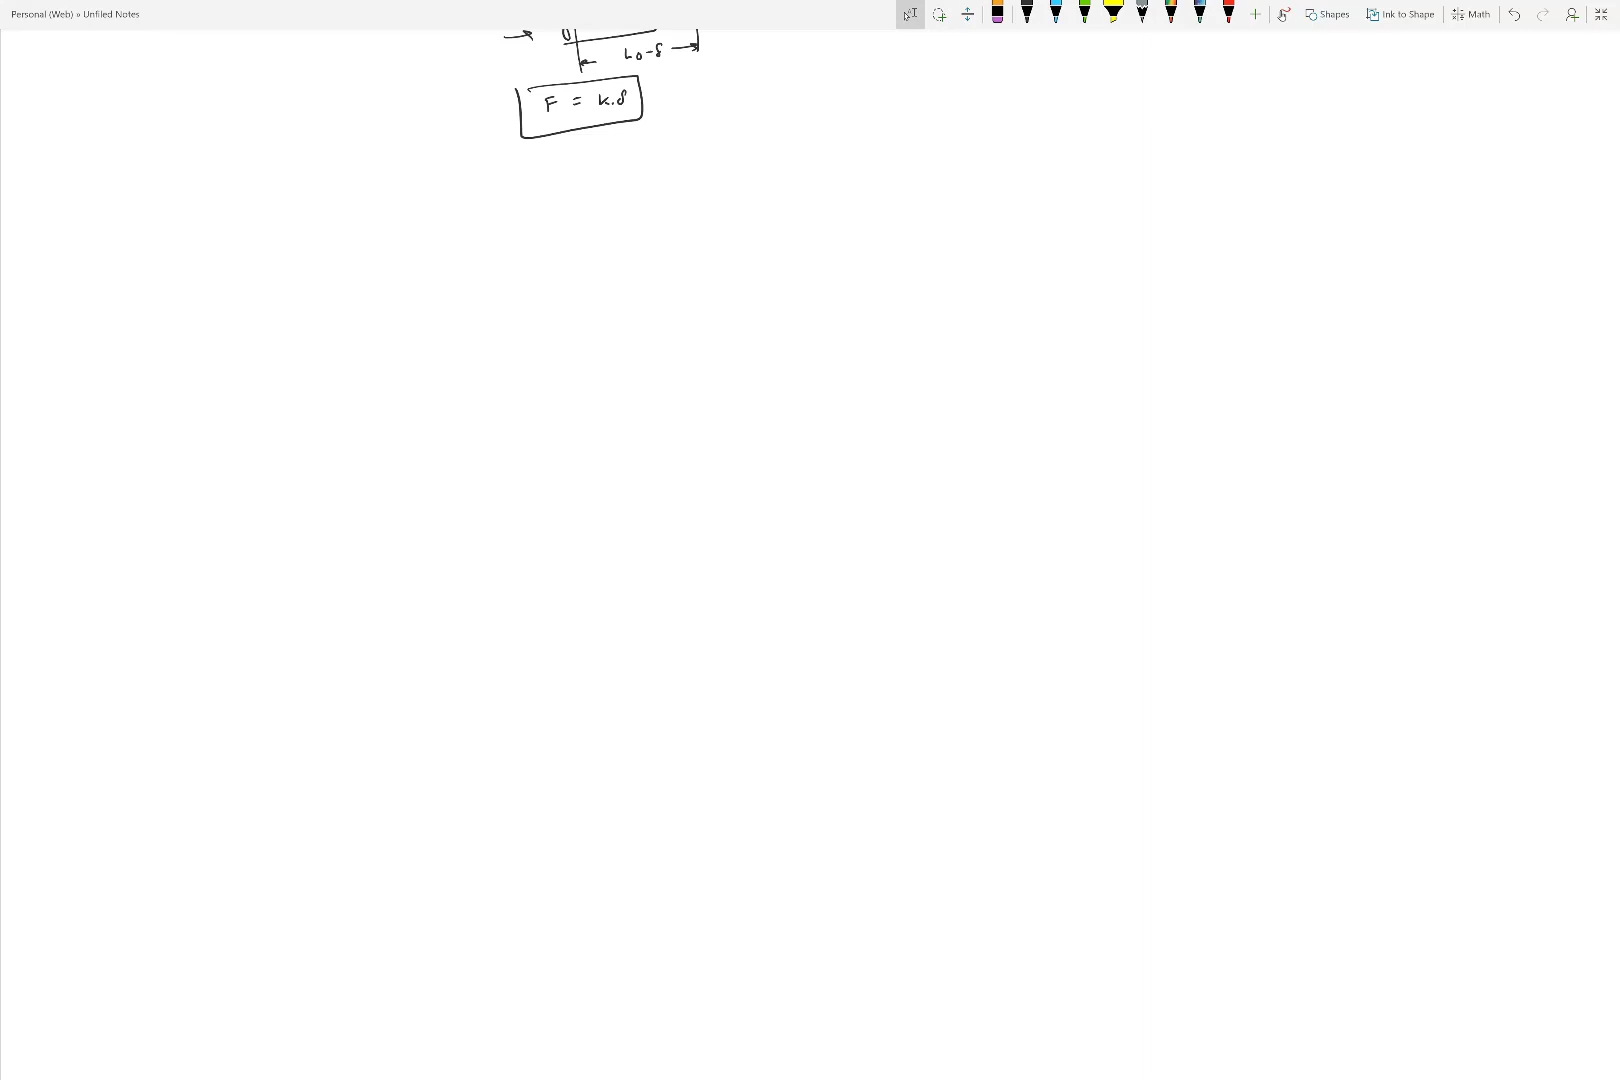 Personal (Web) » Unfiled Notes
Shapes
Ink to Shape
Math
L0-δ
F = k.δ